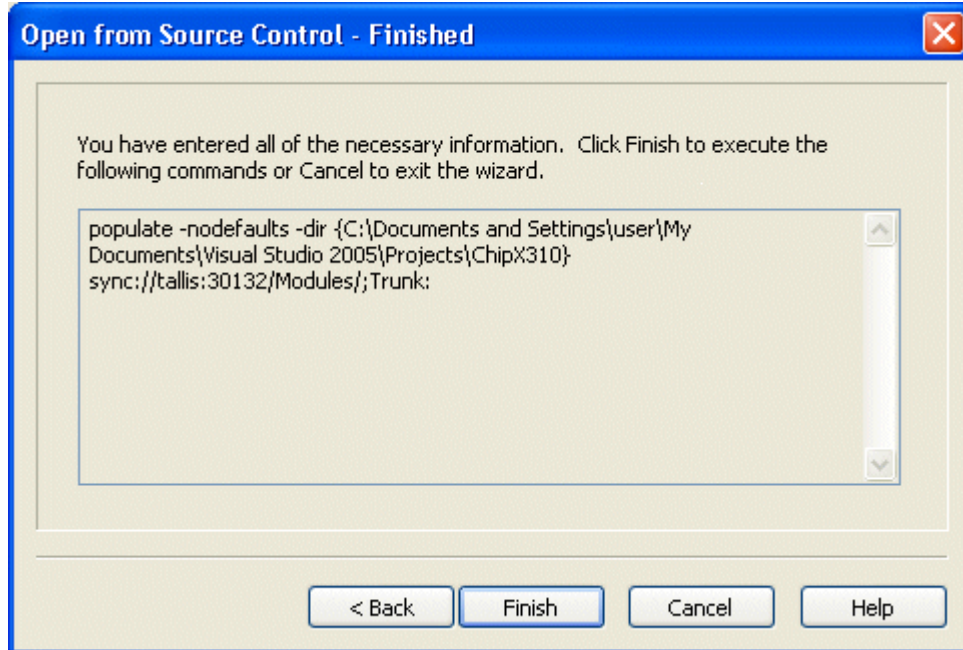 Open from Source Control - Finished
You have entered all of the necessary information.  Click Finish to execute the
following commands or Cancel to exit the wizard.
populate -nodefaults -dir {C:\Documents and Settings\user\My
Documents\Visual Studio 2005\Projects\ChipX310}
sync://tallis:30132/Modules/;Trunk:
< Back
Finish
Cancel
Help